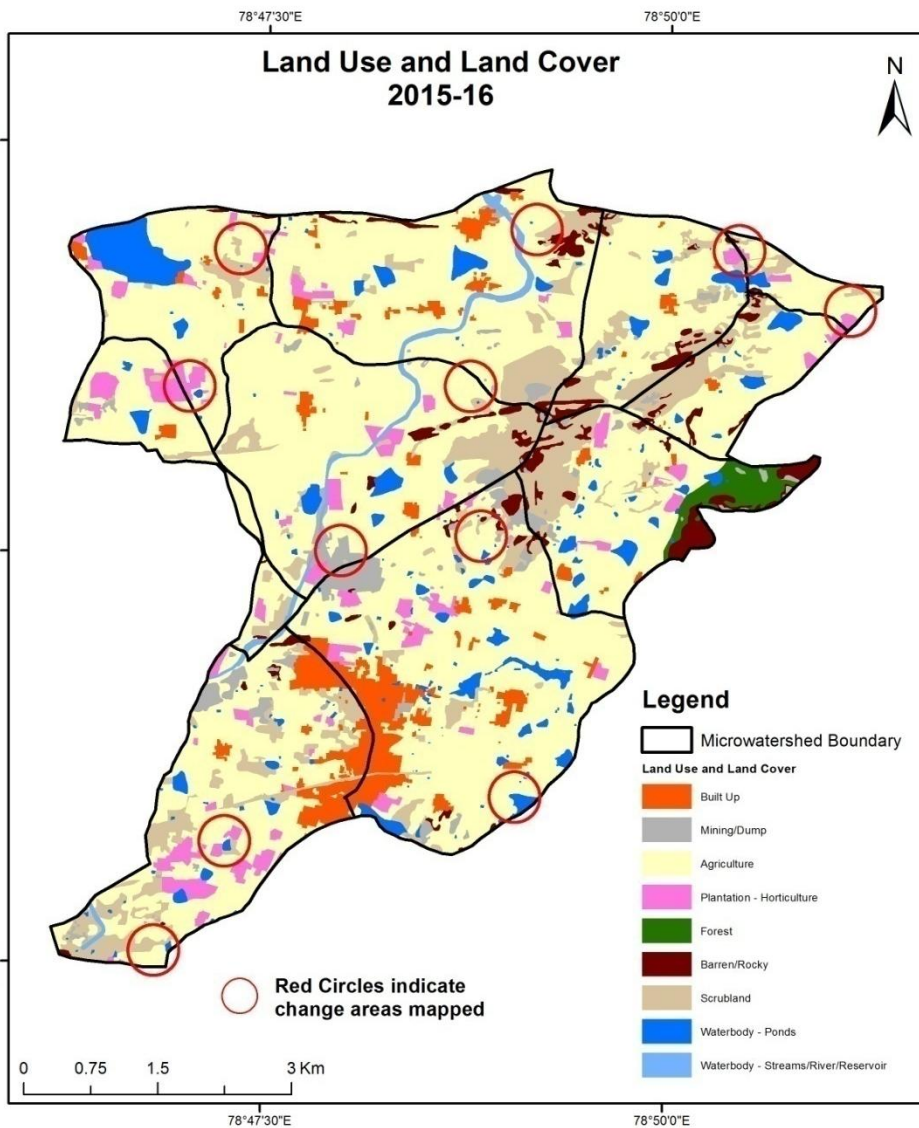 78°47'30"E
78°50'0"E
Land Use and Land Cover
2015-16
N
Legend
Microwatershed Boundary
Land Use and Land Cover
Built Up
Mining/Dump
Agriculture
Plantation - Horticulture
Forest
Barren/Rocky
Scrubland
Waterbody - Ponds
Waterbody - Streams/River/Reservoir
Red Circles indicate
change areas mapped
0 0.75 1.5 3 Km
78°47'30"E
78°50'0"E